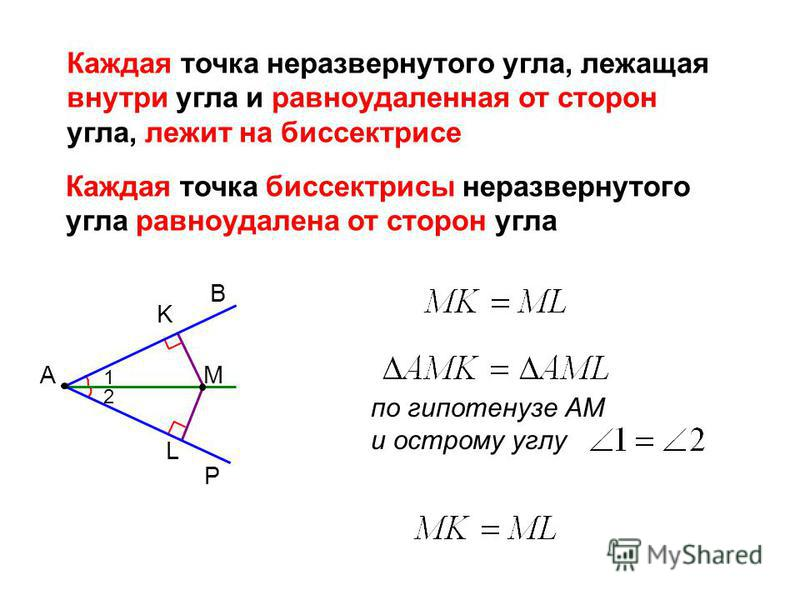 Каждая точка неразвернутого угла, лежащая
внутри угла и равноудаленная от сторон
угла, лежит на биссектрисе
Каждая точка биссектрисы неразвернутого
угла равноудалена от сторон угла
B
K
A
1
2
M
L
P
MK = ML
ΔAMK = ΔAML
по гипотенузе АМ
и острому углу ∠1 = ∠2
MK = ML
MyShared